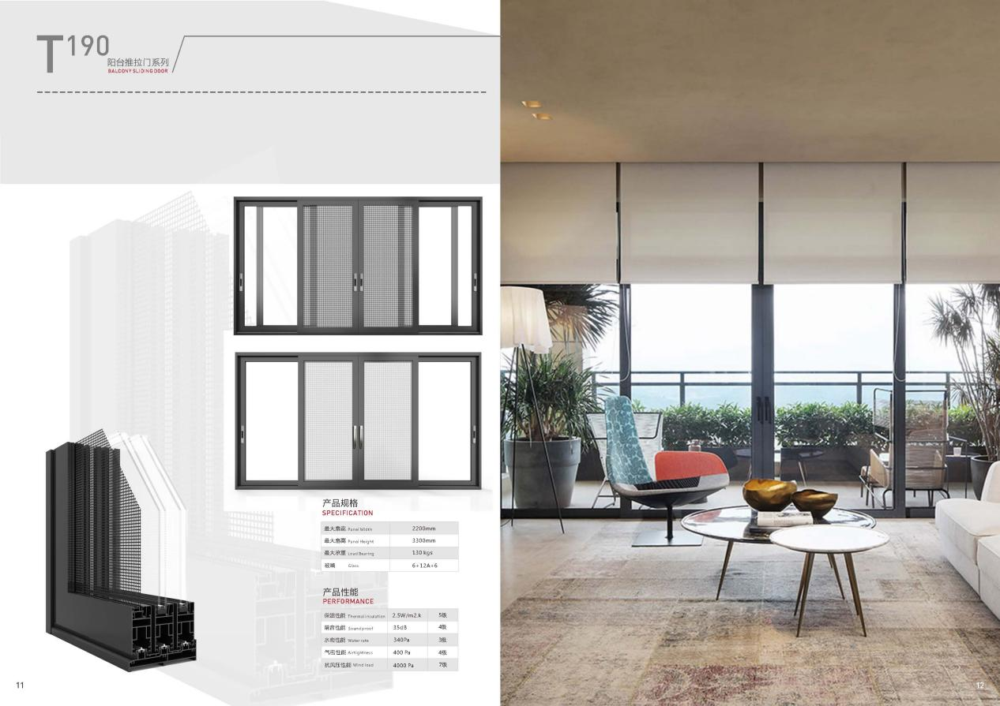 T190
阳台推拉门系列
BALCONY SLIDING DOOR
产品规格
SPECIFICATION
最大扇宽 Panel Width 2200mm
最大扇高 Panel Height 3300mm
最大承重 Load Bearing 130 kgs
玻璃 Glass 6+12A+6
产品性能
PERFORMANCE
保温性能 Thermal insulation 2.5W/m2.k 5级
隔音性能 Sound proof 35dB 4级
水密性能 Water rate 340Pa 3级
气密性能 Airtightness 400 Pa 4级
抗风压性能 Wind load 4000 Pa 7级
11
12